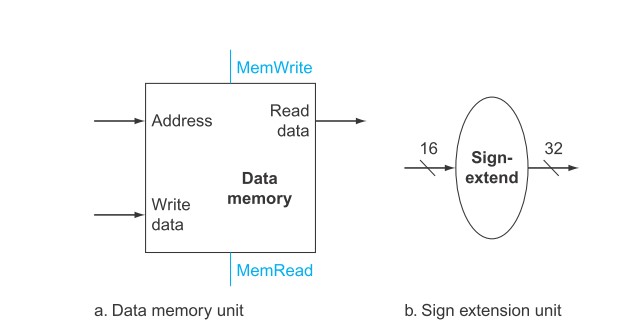 MemWrite
Address
Read
data
Data
memory
Write
data
MemRead
a. Data memory unit
16
Sign-
extend
32
b. Sign extension unit